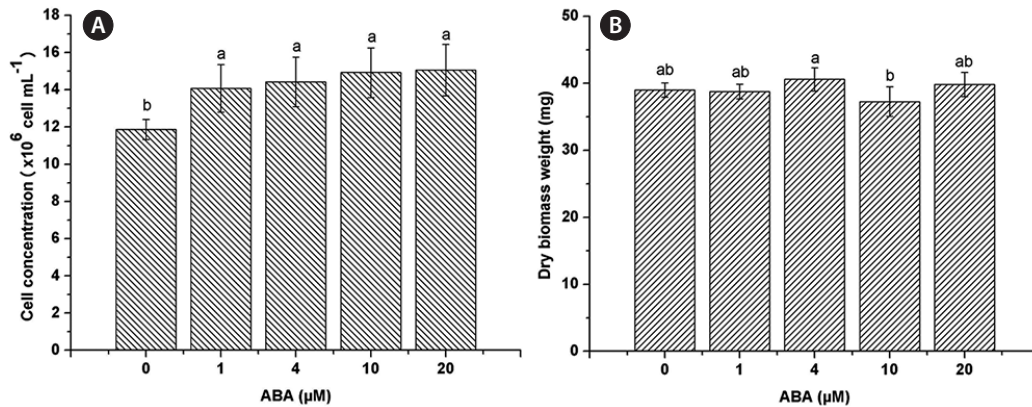 A
Cell concentration ( x10⁶ cell mL⁻¹)
18
16
14
12
10
8
6
4
2
0
b
a
a
a
a
0 1 4 10 20
ABA (µM)
B
Dry biomass weight (mg)
50
40
30
20
10
0
ab
ab
a
b
ab
0 1 4 10 20
ABA (µM)